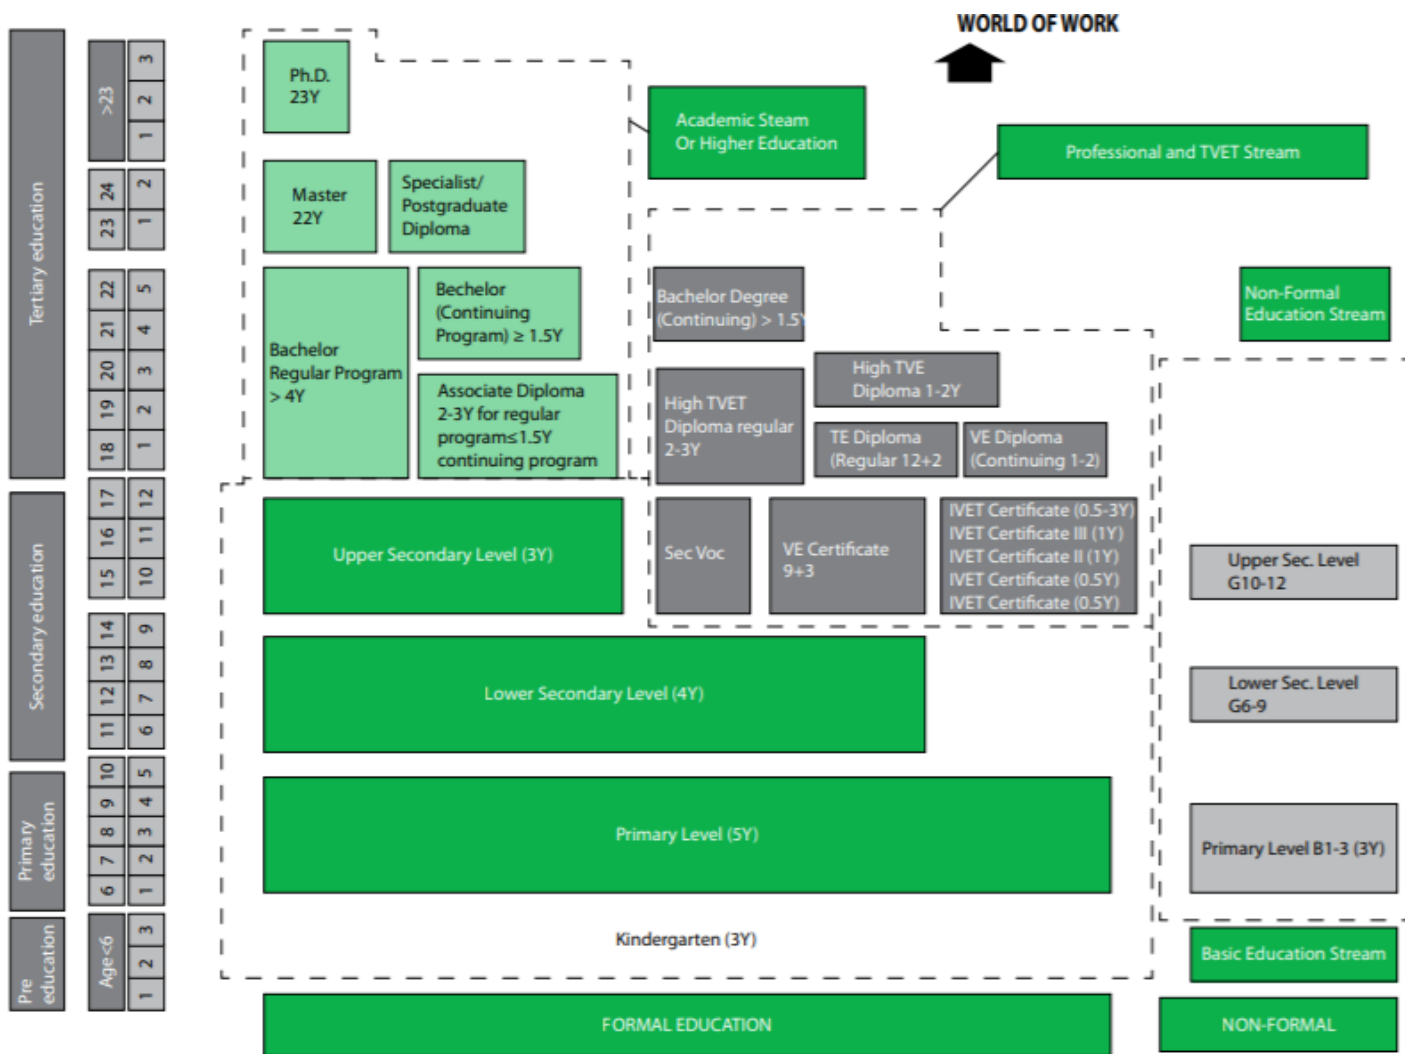 WORLD OF WORK
Tertiary education
Secondary education
Primary
education
Pre
education
>23
24
23
22
21
20
19
18
17
16
15
14
13
12
11
10
9
8
7
6
Age<6
3
2
1
2
1
5
4
3
2
1
12
11
10
9
8
7
6
5
4
3
2
1
3
2
1
Ph.D.
23Y
Academic Steam
Or Higher Education
Professional and TVET Stream
Master
22Y
Specialist/
Postgraduate
Diploma
Bachelor
Regular Program
> 4Y
Bechelor
(Continuing
Program) ≥ 1.5Y
Associate Diploma
2-3Y for regular
program≤1.5Y
continuing program
Bachelor Degree
(Continuing) > 1.5Y
High TVET
Diploma regular
2-3Y
High TVE
Diploma 1-2Y
TE Diploma
(Regular 12+2
VE Diploma
(Continuing 1-2)
Non-Formal
Education Stream
Upper Secondary Level (3Y)
Sec Voc
VE Certificate
9+3
IVET Certificate (0.5-3Y)
IVET Certificate III (1Y)
IVET Certificate II (1Y)
IVET Certificate (0.5Y)
IVET Certificate (0.5Y)
Upper Sec. Level
G10-12
Lower Secondary Level (4Y)
Lower Sec. Level
G6-9
Primary Level (5Y)
Primary Level B1-3 (3Y)
Kindergarten (3Y)
Basic Education Stream
FORMAL EDUCATION
NON-FORMAL